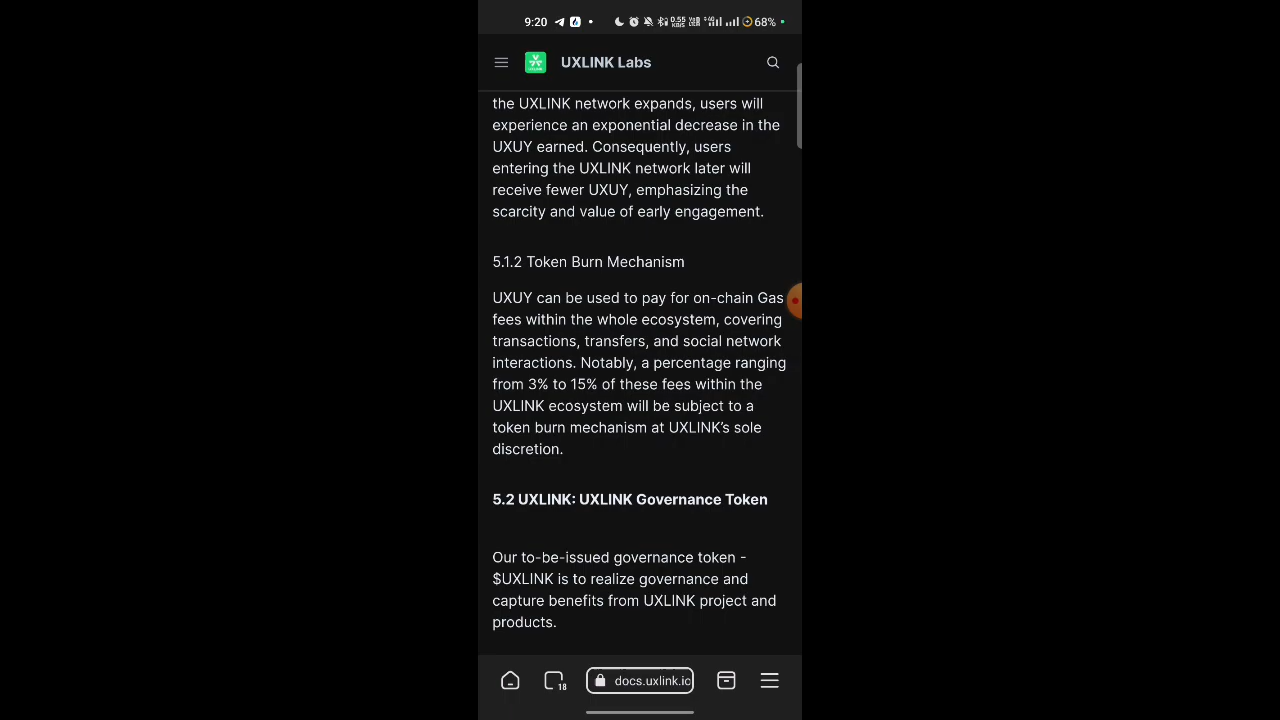 9:20
0.55
KB/S
68%
UXLINK Labs
the UXLINK network expands, users will
experience an exponential decrease in the
UXUY earned. Consequently, users
entering the UXLINK network later will
receive fewer UXUY, emphasizing the
scarcity and value of early engagement.
5.1.2 Token Burn Mechanism
UXUY can be used to pay for on-chain Gas
fees within the whole ecosystem, covering
transactions, transfers, and social network
interactions. Notably, a percentage ranging
from 3% to 15% of these fees within the
UXLINK ecosystem will be subject to a
token burn mechanism at UXLINK’s sole
discretion.
5.2 UXLINK: UXLINK Governance Token
Our to-be-issued governance token -
$UXLINK is to realize governance and
capture benefits from UXLINK project and
products.
18
docs.uxlink.io